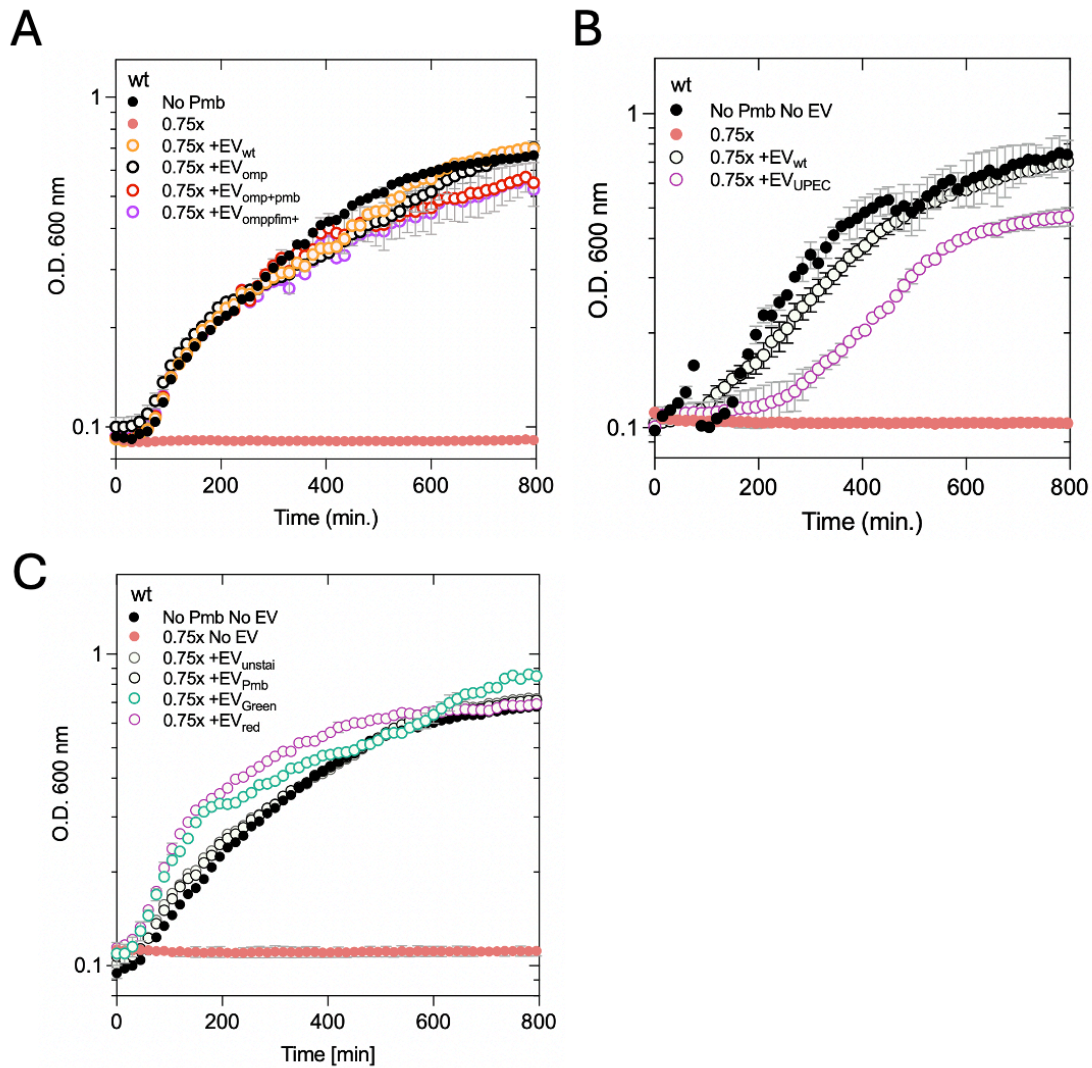 A
wt
No Pmb
0.75x
0.75x +EVwt
0.75x +EVomp
0.75x +EVomp+pmb
0.75x +EVomppfim+
1
0.1
O.D. 600 nm
0 200 400 600 800
Time (min.)
B
wt
No Pmb No EV
0.75x
0.75x +EVwt
0.75x +EVUPEC
1
0.1
O.D. 600 nm
0 200 400 600 800
Time (min.)
C
wt
No Pmb No EV
0.75x No EV
0.75x +EVunstai
0.75x +EVPmb
0.75x +EVGreen
0.75x +EVred
1
0.1
O.D. 600 nm
0 200 400 600 800
Time [min]